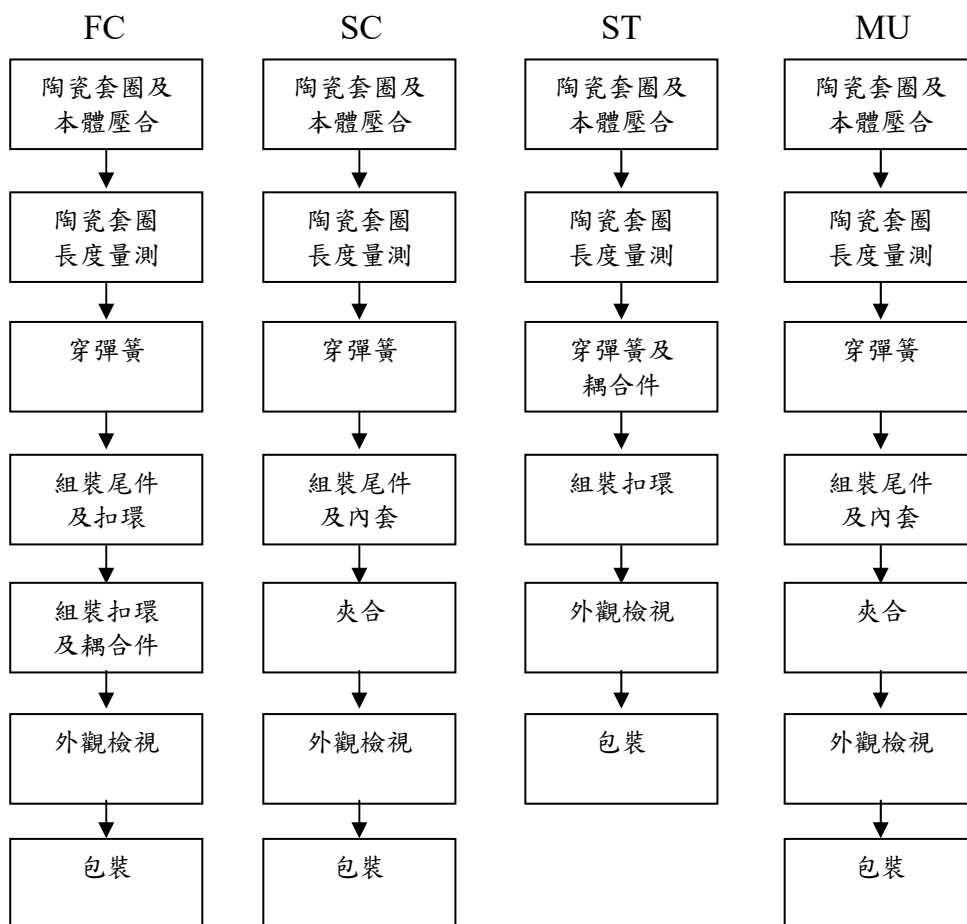 FC
陶瓷套圈及
本體壓合
陶瓷套圈
長度量測
穿彈簧
組裝尾件
及扣環
組裝扣環
及耦合件
外觀檢視
包裝
SC
陶瓷套圈及
本體壓合
陶瓷套圈
長度量測
穿彈簧
組裝尾件
及內套
夾合
外觀檢視
包裝
ST
陶瓷套圈及
本體壓合
陶瓷套圈
長度量測
穿彈簧及
耦合件
組裝扣環
外觀檢視
包裝
MU
陶瓷套圈及
本體壓合
陶瓷套圈
長度量測
穿彈簧
組裝尾件
及內套
夾合
外觀檢視
包裝